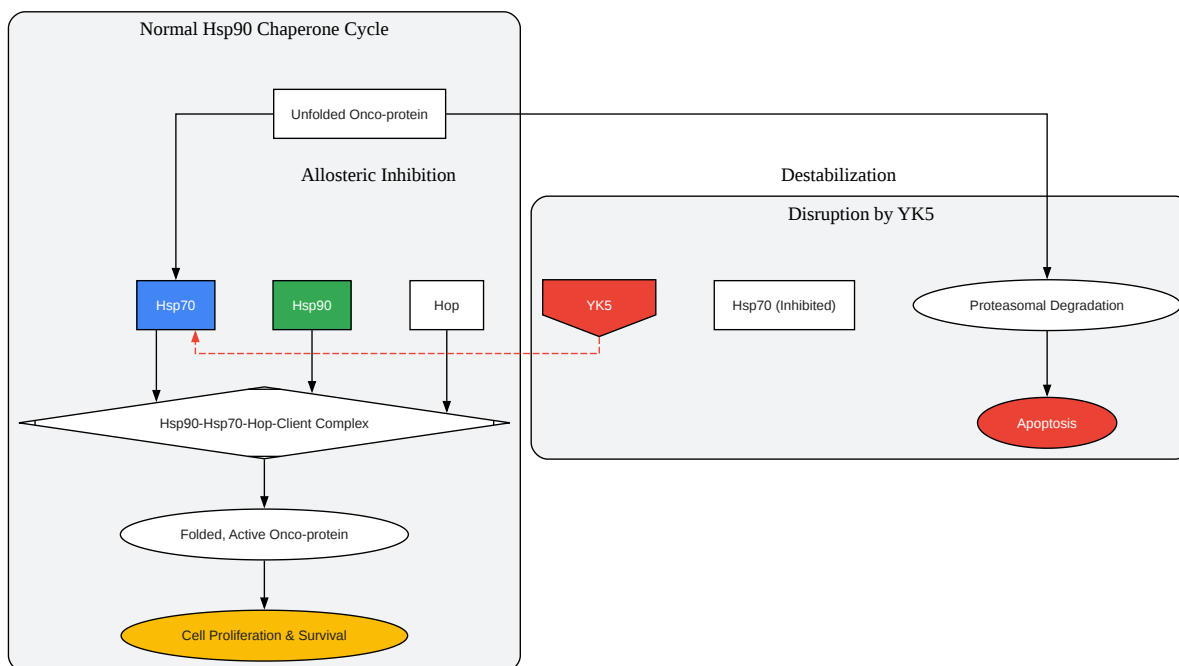 Normal Hsp90 Chaperone Cycle
Unfolded Onco-protein
Allosteric Inhibition
Destabilization
Disruption by YK5
Hsp70
Hsp90
Hop
YK5
Hsp70 (Inhibited)
Proteasomal Degradation
Hsp90-Hsp70-Hop-Client Complex
Apoptosis
Folded, Active Onco-protein
Cell Proliferation & Survival